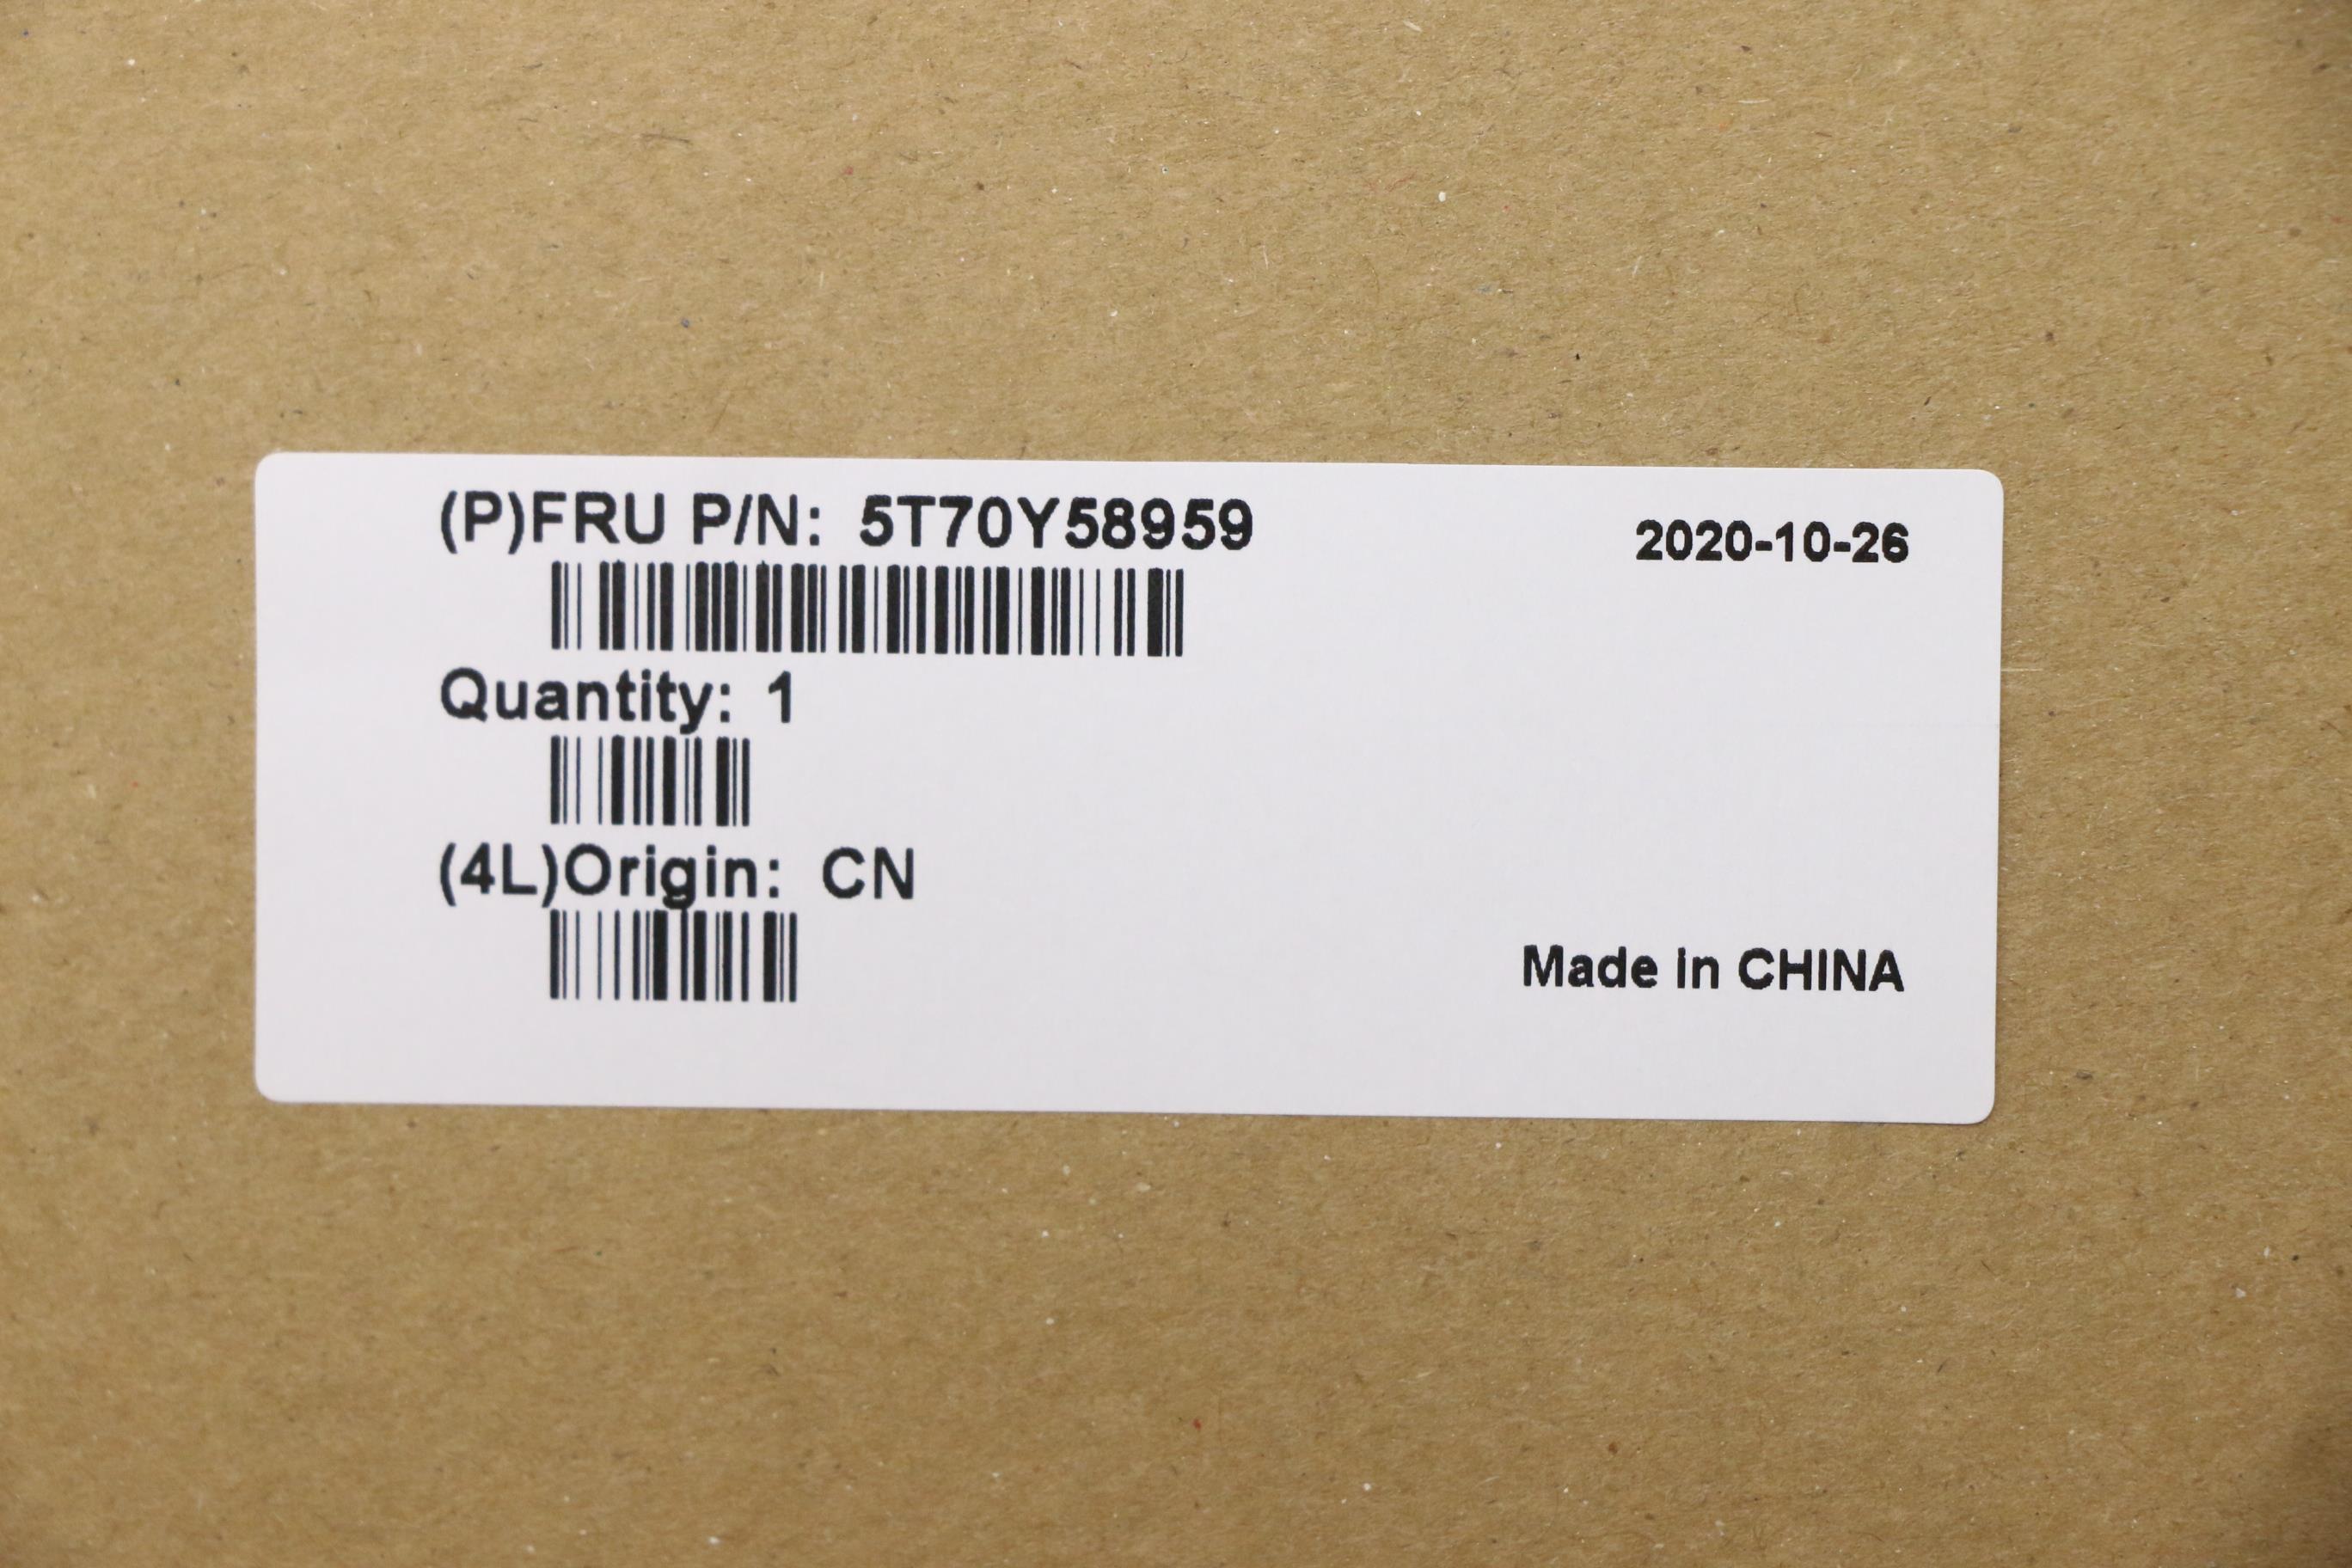 (P)FRU P/N: 5T70Y58959
2020-10-26
Quantity: 1
(4L)Origin: CN
Made in CHINA